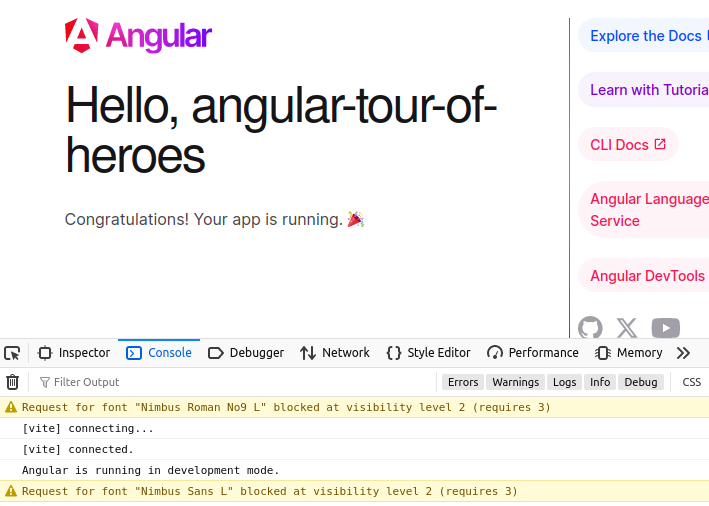 Angular
Hello, angular-tour-of-
heroes
Congratulations! Your app is running. 🎉
Explore the Docs
Learn with Tutoria
CLI Docs
Angular Language
Service
Angular DevTools
Inspector Console Debugger Network Style Editor Performance Memory
Filter Output Errors Warnings Logs Info Debug CSS
Request for font "Nimbus Roman No9 L" blocked at visibility level 2 (requires 3)
[vite] connecting...
[vite] connected.
Angular is running in development mode.
Request for font "Nimbus Sans L" blocked at visibility level 2 (requires 3)